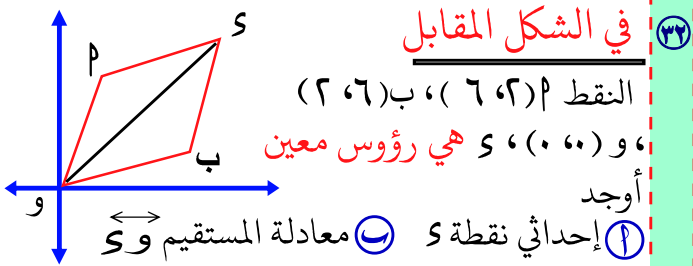 ٣٢ في الشكل المقابل
النقط أ(٢، ٦)، ب(٦، ٢)
، و(٠، ٠)، ء هي رؤوس معين
أوجد
أ إحداثي نقطة ء ب معادلة المستقيم وء
ء
أ
ب
و